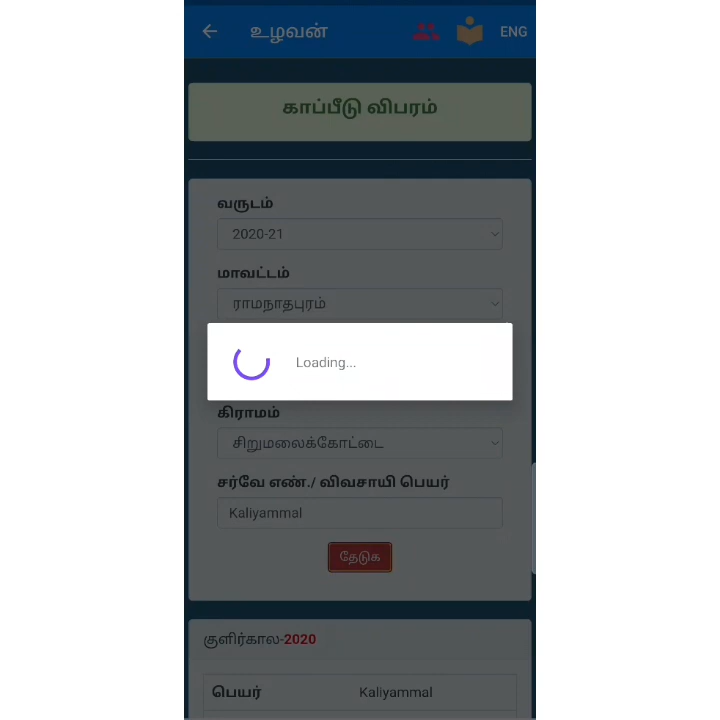 உழவன்
ENG
காப்பீடு விபரம்
வருடம்
2020-21
மாவட்டம்
ராமநாதபுரம்
Loading...
கிராமம்
சிறுமலைக்கோட்டை
சர்வே எண்./ விவசாயி பெயர்
Kaliyammal
தேடுக
குளிர்கால-2020
பெயர் Kaliyammal